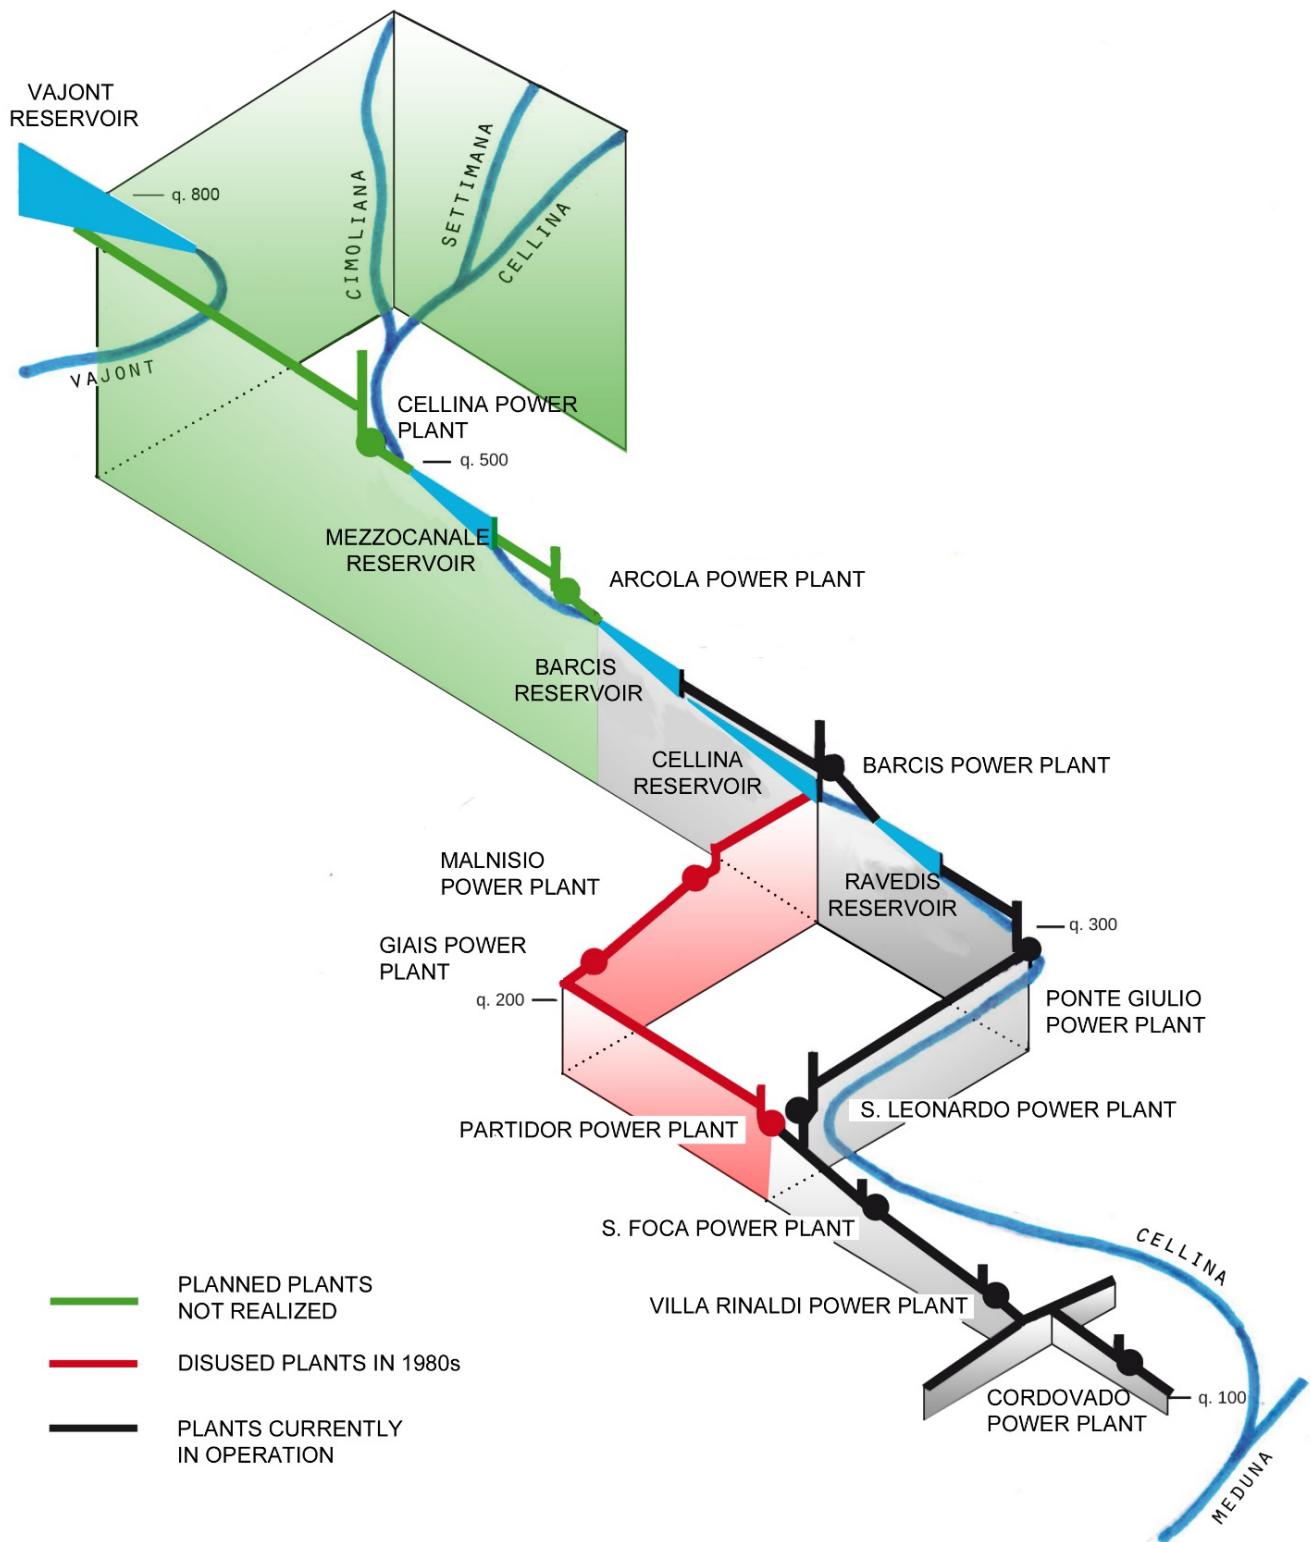 VAJONT
RESERVOIR
q. 800
CIMOLIANA
SETTIMANA
CELLINA
VAJONT
CELLINA POWER
PLANT
q. 500
MEZZOCANALE
RESERVOIR
ARCOLA POWER PLANT
BARCIS
RESERVOIR
CELLINA
RESERVOIR
BARCIS POWER PLANT
MALNISIO
POWER PLANT
RAVEDIS
RESERVOIR
q. 300
GIAIS POWER
PLANT
q. 200
PONTE GIULIO
POWER PLANT
S. LEONARDO POWER PLANT
PARTIDOR POWER PLANT
S. FOCA POWER PLANT
CELLINA
VILLA RINALDI POWER PLANT
CORDOVADO
POWER PLANT
q. 100
MEDUNA
PLANNED PLANTS
NOT REALIZED
DISUSED PLANTS IN 1980s
PLANTS CURRENTLY
IN OPERATION